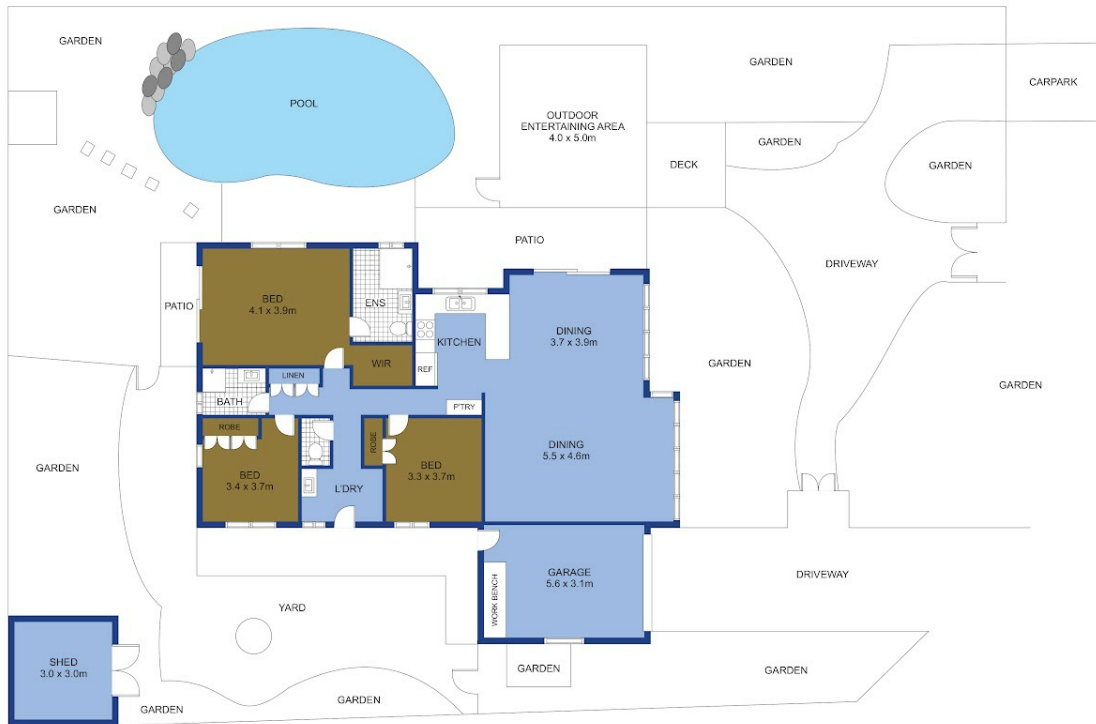 GARDEN
GARDEN
CARPARK
POOL
OUTDOOR
ENTERTAINING AREA
4.0 x 5.0m
GARDEN
DECK
GARDEN
GARDEN
PATIO
DRIVEWAY
PATIO
BED
4.1 x 3.9m
ENS
KITCHEN
DINING
3.7 x 3.9m
WIR
REF
GARDEN
GARDEN
LINEN
BATH
P'TRY
ROBE
ROBE
DINING
5.5 x 4.6m
GARDEN
BED
3.4 x 3.7m
BED
3.3 x 3.7m
L'DRY
GARAGE
5.6 x 3.1m
DRIVEWAY
WORK BENCH
YARD
SHED
3.0 x 3.0m
GARDEN
GARDEN
GARDEN
GARDEN